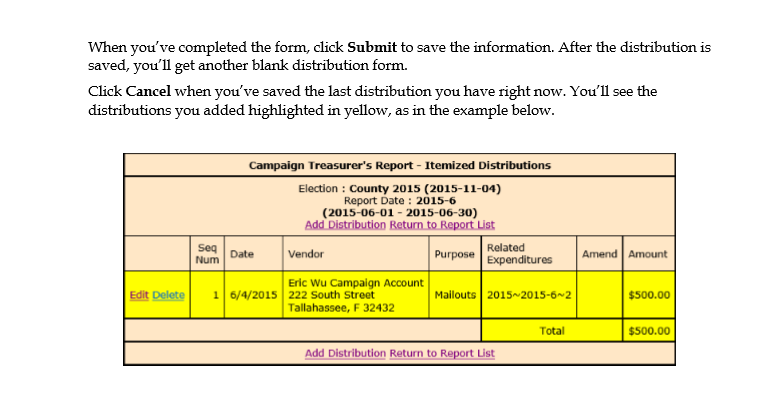 When you've completed the form, click Submit to save the information. After the distribution is
saved, you'll get another blank distribution form.
Click Cancel when you've saved the last distribution you have right now. You'll see the
distributions you added highlighted in yellow, as in the example below.
Campaign Treasurer's Report - Itemized Distributions
Election : County 2015 (2015-11-04)
Report Date : 2015-6
(2015-06-01 - 2015-06-30)
Add Distribution Return to Report List
Seq Num Date Vendor Purpose Related Expenditures Amend Amount
Edit Delete 1 6/4/2015 Eric Wu Campaign Account Mailouts 2015~2015-6~2 $500.00
222 South Street
Tallahassee, F 32432
Total $500.00
Add Distribution Return to Report List